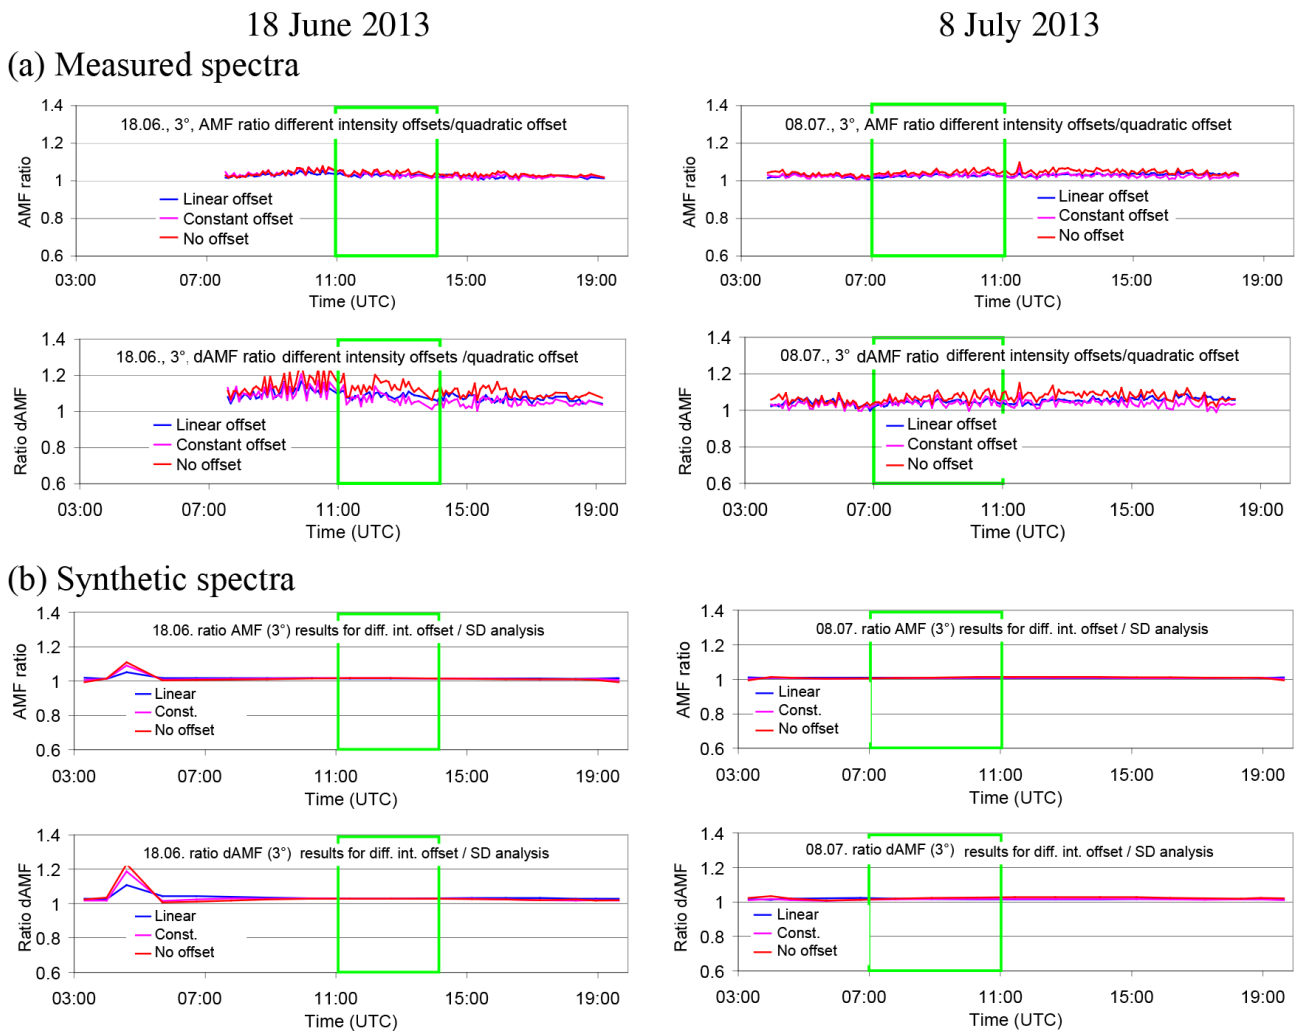 18 June 2013
8 July 2013
(a) Measured spectra
18.06., 3°, AMF ratio different intensity offsets/quadratic offset
AMF ratio
1.4
1.2
1
0.8
0.6
Linear offset
Constant offset
No offset
03:00 07:00 11:00 15:00 19:00
Time (UTC)
08.07., 3°, AMF ratio different intensity offsets/quadratic offset
AMF ratio
1.4
1.2
1
0.8
0.6
Linear offset
Constant offset
No offset
03:00 07:00 11:00 15:00 19:00
Time (UTC)
18.06., 3°, dAMF ratio different intensity offsets /quadratic offset
Ratio dAMF
1.4
1.2
1
0.8
0.6
Linear offset
Constant offset
No offset
03:00 07:00 11:00 15:00 19:00
Time (UTC)
08.07., 3° dAMF ratio different intensity offsets/quadratic offset
Ratio dAMF
1.4
1.2
1
0.8
0.6
Linear offset
Constant offset
No offset
03:00 07:00 11:00 15:00 19:00
Time (UTC)
(b) Synthetic spectra
18.06. ratio AMF (3°) results for diff. int. offset / SD analysis
AMF ratio
1.4
1.2
1
0.8
0.6
Linear
Const.
No offset
03:00 07:00 11:00 15:00 19:00
Time (UTC)
08.07. ratio AMF (3°) results for diff. int. offset / SD analysis
AMF ratio
1.4
1.2
1
0.8
0.6
Linear
Const.
No offset
03:00 07:00 11:00 15:00 19:00
Time (UTC)
18.06. ratio dAMF (3°) results for diff. int. offset / SD analysis
Ratio dAMF
1.4
1.2
1
0.8
0.6
Linear
Const.
No offset
03:00 07:00 11:00 15:00 19:00
Time (UTC)
08.07. ratio dAMF (3°) results for diff. int. offset / SD analysis
Ratio dAMF
1.4
1.2
1
0.8
0.6
Linear
Const.
No offset
03:00 07:00 11:00 15:00 19:00
Time (UTC)